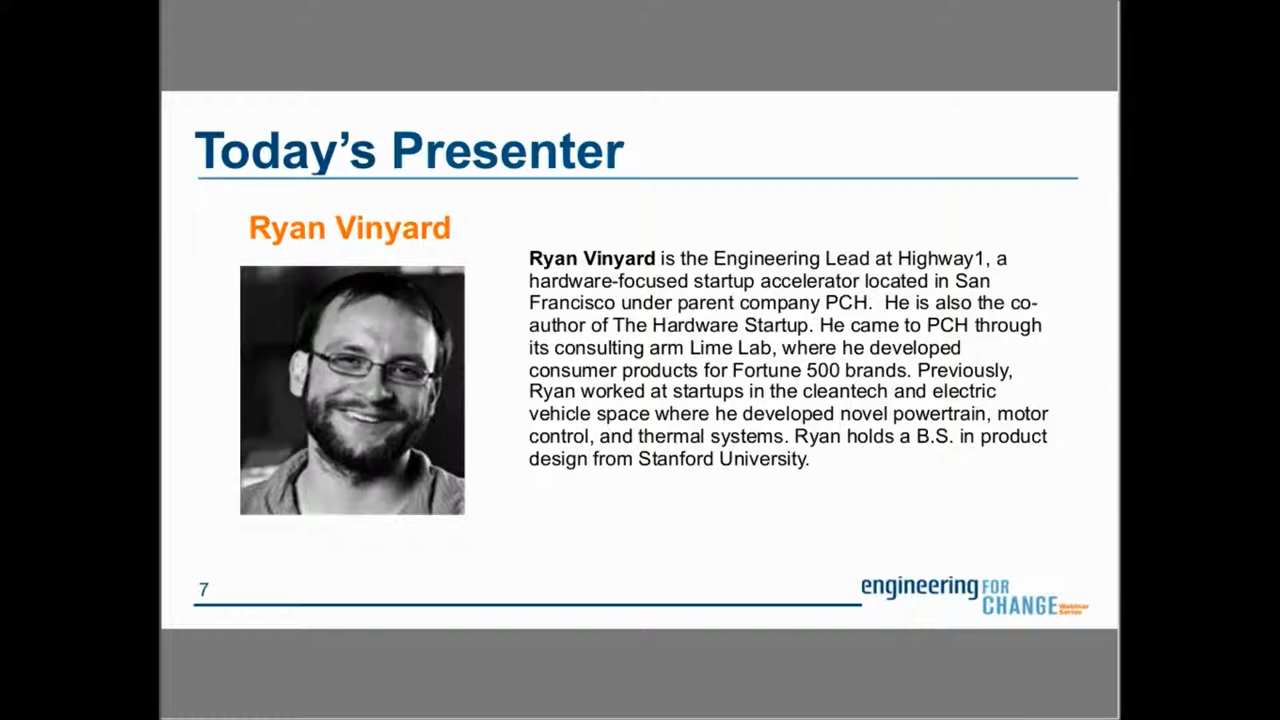 Today's Presenter
Ryan Vinyard
Ryan Vinyard is the Engineering Lead at Highway1, a
hardware-focused startup accelerator located in San
Francisco under parent company PCH.  He is also the co-
author of The Hardware Startup. He came to PCH through
its consulting arm Lime Lab, where he developed
consumer products for Fortune 500 brands. Previously,
Ryan worked at startups in the cleantech and electric
vehicle space where he developed novel powertrain, motor
control, and thermal systems. Ryan holds a B.S. in product
design from Stanford University.
7
engineering FOR
CHANGE Webinar
Series